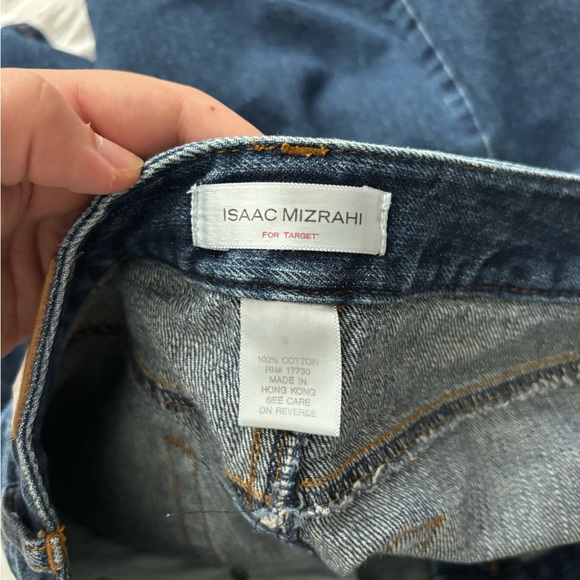 ISAAC MIZRAHI
FOR TARGET
100% COTTON
RN# 17730
MADE IN
HONG KONG
SEE CARE
ON REVERSE